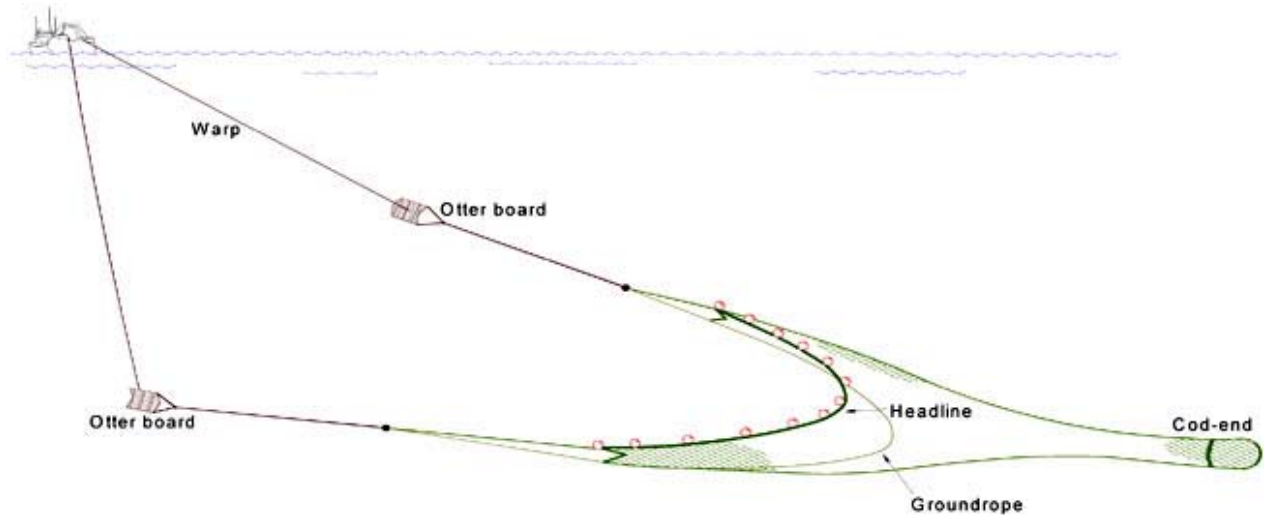 Warp
Otter board
Otter board
Headline
Cod-end
Groundrope